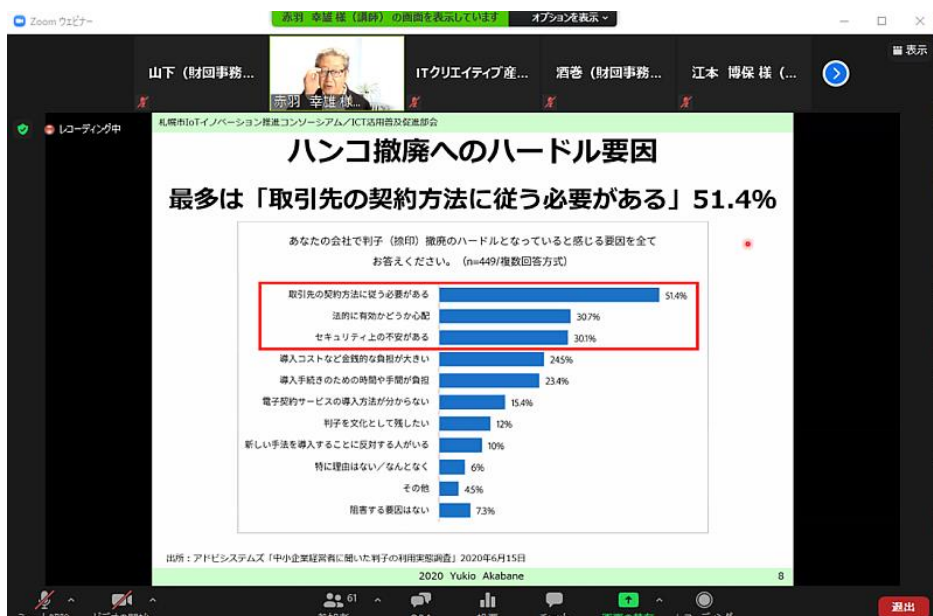 Zoom ウェビナー
赤羽 幸雄 様（講師） の画面を表示しています
オプションを表示
表示
山下（財団事務...
赤羽 幸雄 様...
ITクリエイティブ産...
酒巻（財団事務...
江本 博保 様（...
レコーディング中
札幌市IoTイノベーション推進コンソーシアム／ICT活用普及促進部会
ハンコ撤廃へのハードル要因
最多は「取引先の契約方法に従う必要がある」51.4%
あなたの会社で判子（捺印）撤廃のハードルとなっていると感じる要因を全て
お答えください。（n=449/複数回答方式）
取引先の契約方法に従う必要がある 51.4%
法的に有効かどうか心配 30.7%
セキュリティ上の不安がある 30.1%
導入コストなど金銭的な負担が大きい 24.5%
導入手続きのための時間や手間が負担 23.4%
電子契約サービスの導入方法が分からない 15.4%
判子を文化として残したい 12%
新しい手法を導入することに反対する人がいる 10%
特に理由はない／なんとなく 6%
その他 4.5%
阻害する要因はない 7.3%
出所：アドビシステムズ「中小企業経営者に聞いた判子の利用実態調査」2020年6月15日
2020 Yukio Akabane
8
61
退出